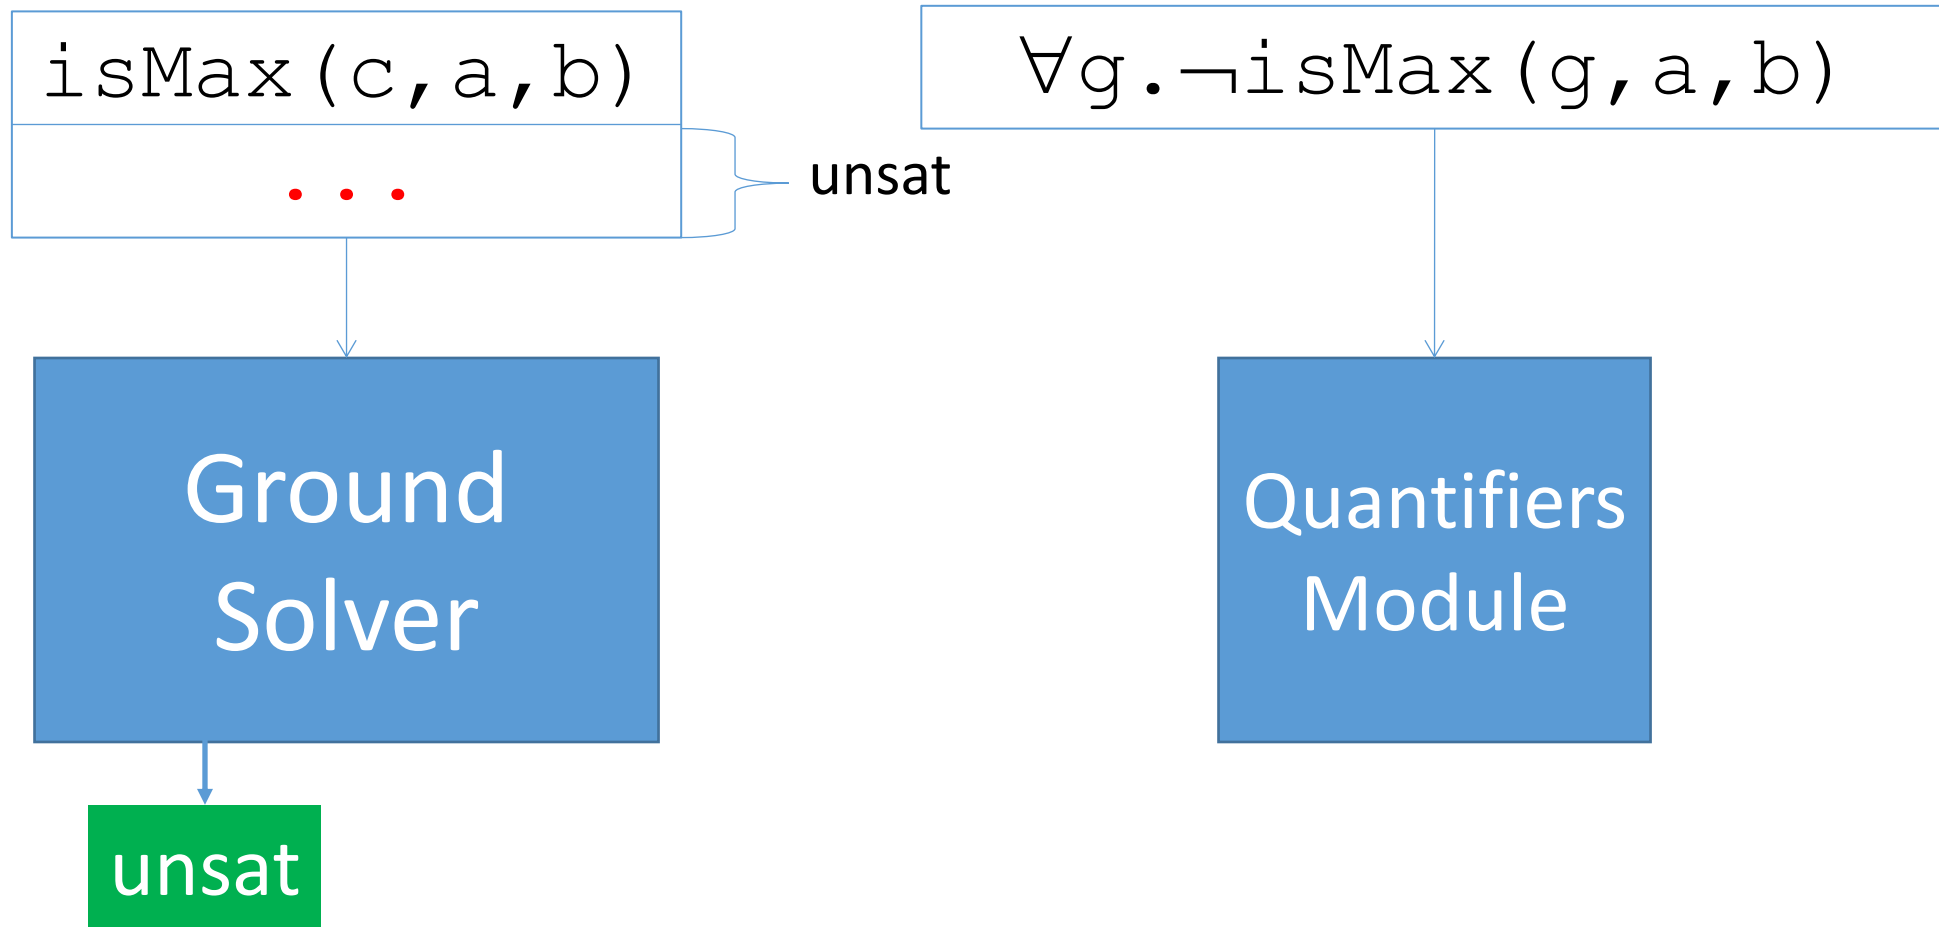 isMax(c,a,b)
...
unsat
∀g.¬isMax(g,a,b)
Ground
Solver
Quantifiers
Module
unsat